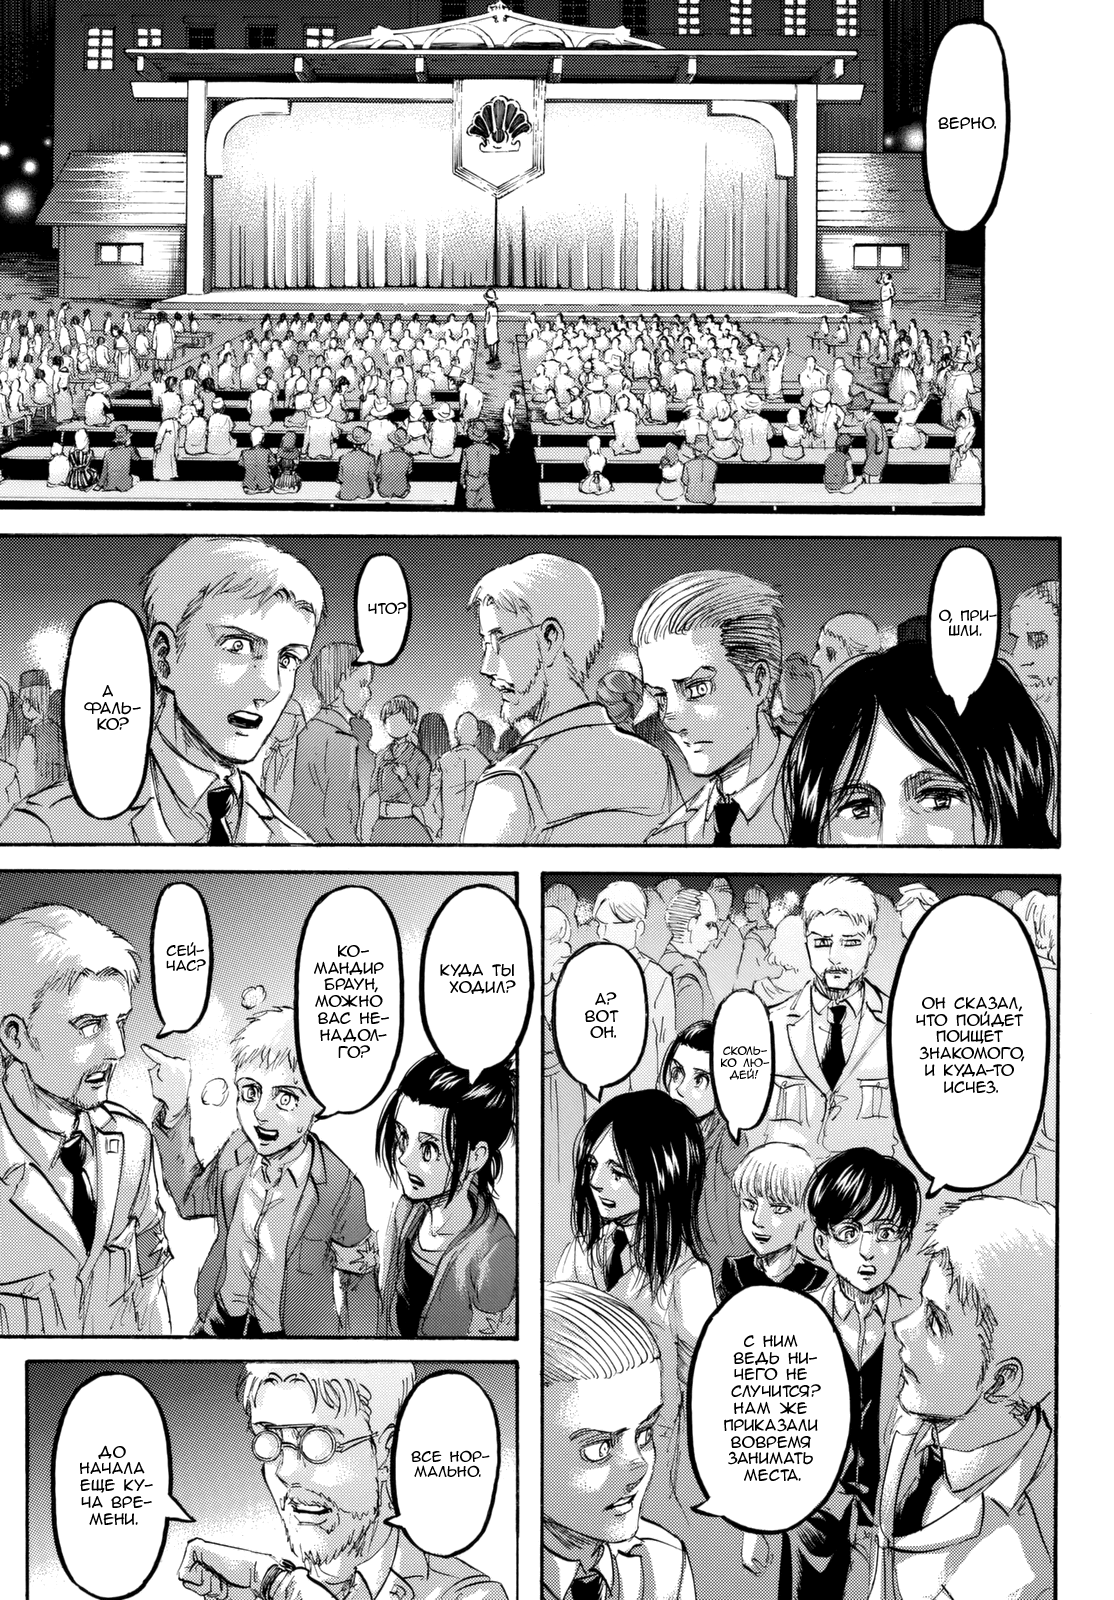 ВЕРНО.
О, ПРИ-
ШЛИ.
ЧТО?
А
ФАЛЬ-
КО?
ОН СКАЗАЛ,
ЧТО ПОЙДЕТ
ПОИЩЕТ
ЗНАКОМОГО,
И КУДА-ТО
ИСЧЕЗ.
СКОЛЬ-
КО ЛЮ-
ДЕЙ!
А?
ВОТ
ОН.
С НИМ
ВЕДЬ НИ-
ЧЕГО НЕ
СЛУЧИТСЯ?
НАМ ЖЕ
ПРИКАЗАЛИ
ВОВРЕМЯ
ЗАНИМАТЬ
МЕСТА.
КУДА ТЫ
ХОДИЛ?
КО-
МАНДИР
БРАУН,
МОЖНО
ВАС НЕ-
НАДОЛ-
ГО?
СЕЙ-
ЧАС?
ВСЕ НОР-
МАЛЬНО.
ДО
НАЧАЛА
ЕЩЕ КУ-
ЧА ВРЕ-
МЕНИ.